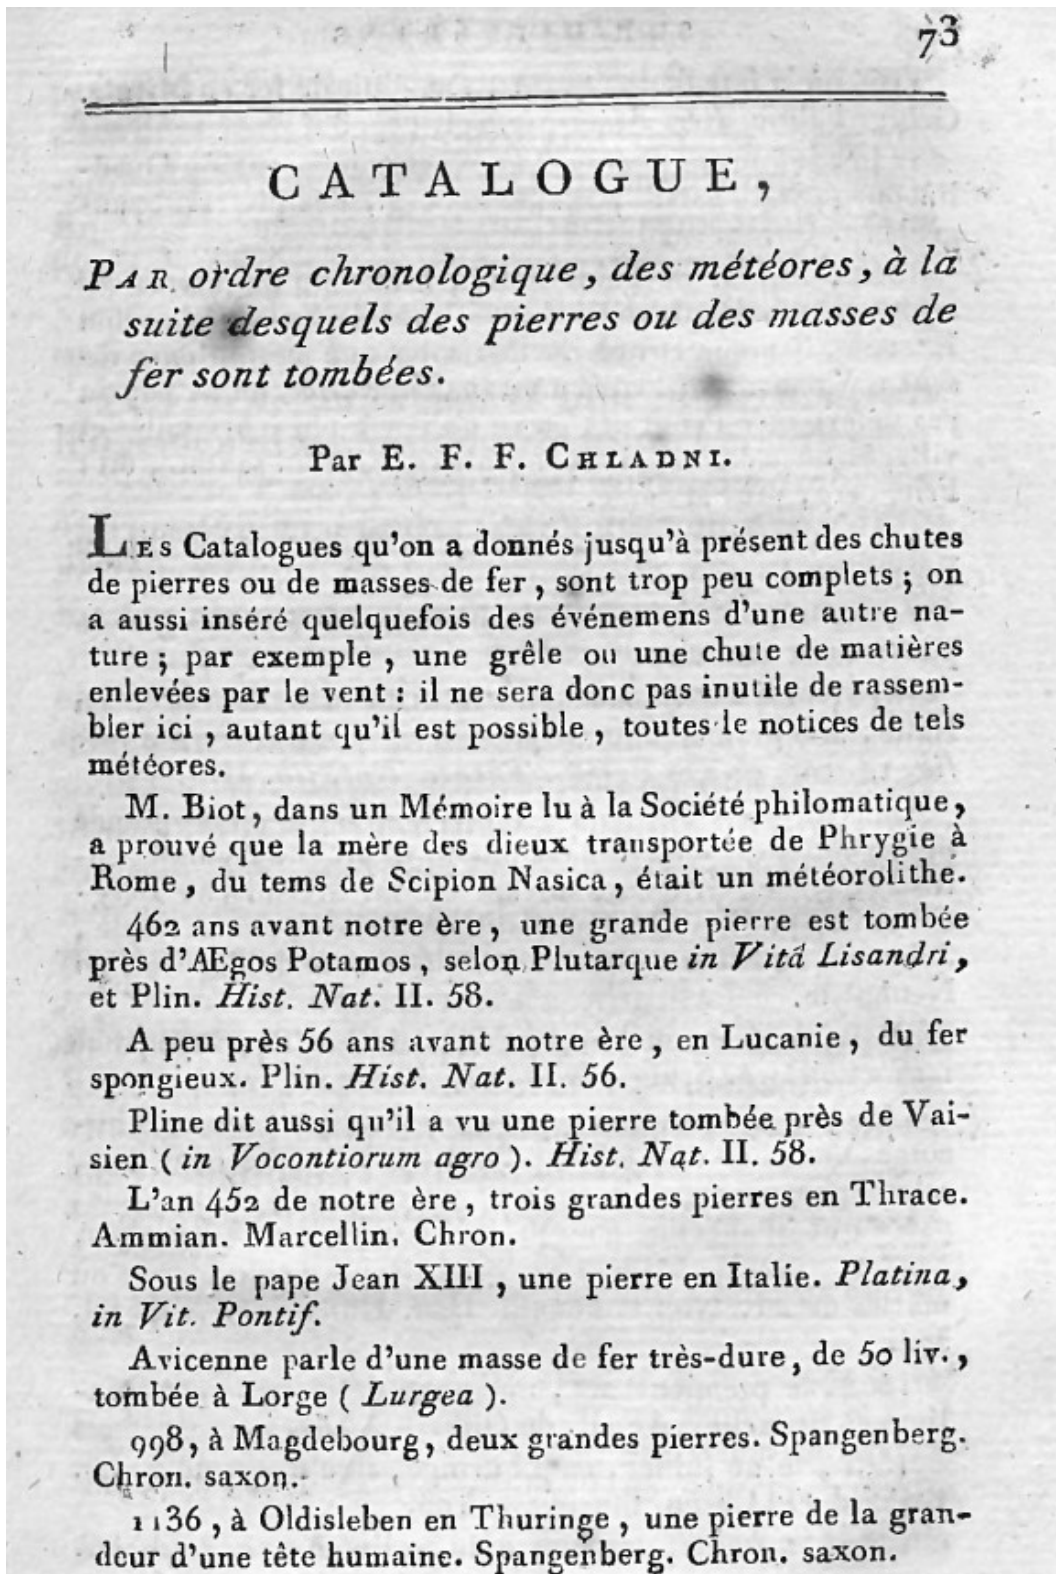 73
CATALOGUE,
PAR ordre chronologique, des météores, à la
suite desquels des pierres ou des masses de
fer sont tombées.
Par E. F. F. CHLADNI.
LES Catalogues qu'on a donnés jusqu'à présent des chutes
de pierres ou de masses de fer, sont trop peu complets ; on
a aussi inséré quelquefois des événemens d'une autre na-
ture ; par exemple , une grêle ou une chute de matières
enlevées par le vent : il ne sera donc pas inutile de rassem-
bler ici , autant qu'il est possible , toutes le notices de tels
météores.
M. Biot, dans un Mémoire lu à la Société philomatique,
a prouvé que la mère des dieux transportée de Phrygie à
Rome, du tems de Scipion Nasica, était un météorolithe.
462 ans avant notre ère, une grande pierre est tombée
près d'AEgos Potamos, selon Plutarque in Vitâ Lisandri,
et Plin. Hist. Nat. II. 58.
A peu près 56 ans avant notre ère, en Lucanie, du fer
spongieux. Plin. Hist. Nat. II. 56.
Pline dit aussi qu'il a vu une pierre tombée près de Vai-
sien ( in Vocontiorum agro ). Hist. Nat. II. 58.
L'an 452 de notre ère, trois grandes pierres en Thrace.
Ammian. Marcellin. Chron.
Sous le pape Jean XIII , une pierre en Italie. Platina,
in Vit. Pontif.
Avicenne parle d'une masse de fer très-dure, de 50 liv.,
tombée à Lorge ( Lurgea ).
998, à Magdebourg, deux grandes pierres. Spangenberg.
Chron. saxon.
1136, à Oldisleben en Thuringe, une pierre de la gran-
deur d'une tête humaine. Spangenberg. Chron. saxon.